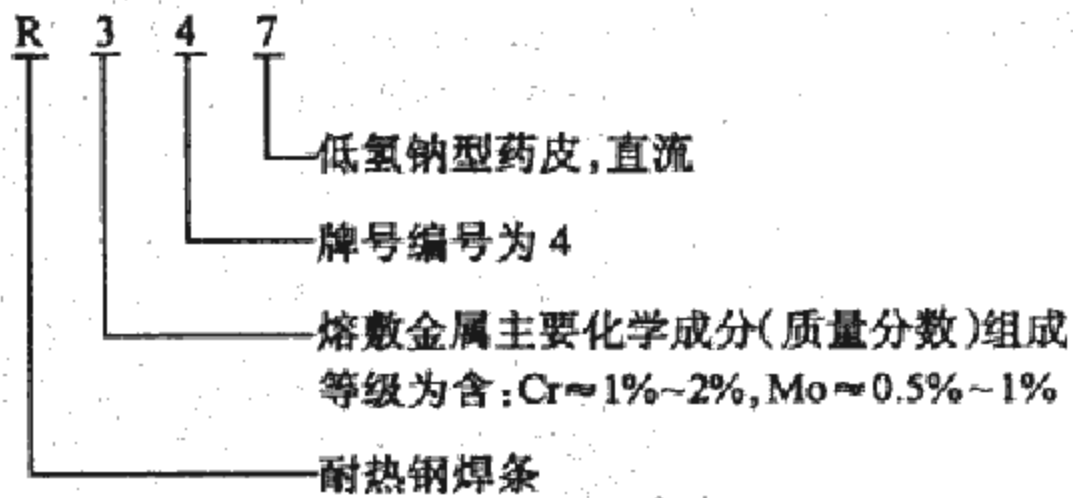 R 3 4 7
低氢钠型药皮,直流
牌号编号为 4
熔敷金属主要化学成分(质量分数)组成
等级为含:Cr≈1%~2%,Mo≈0.5%~1%
耐热钢焊条